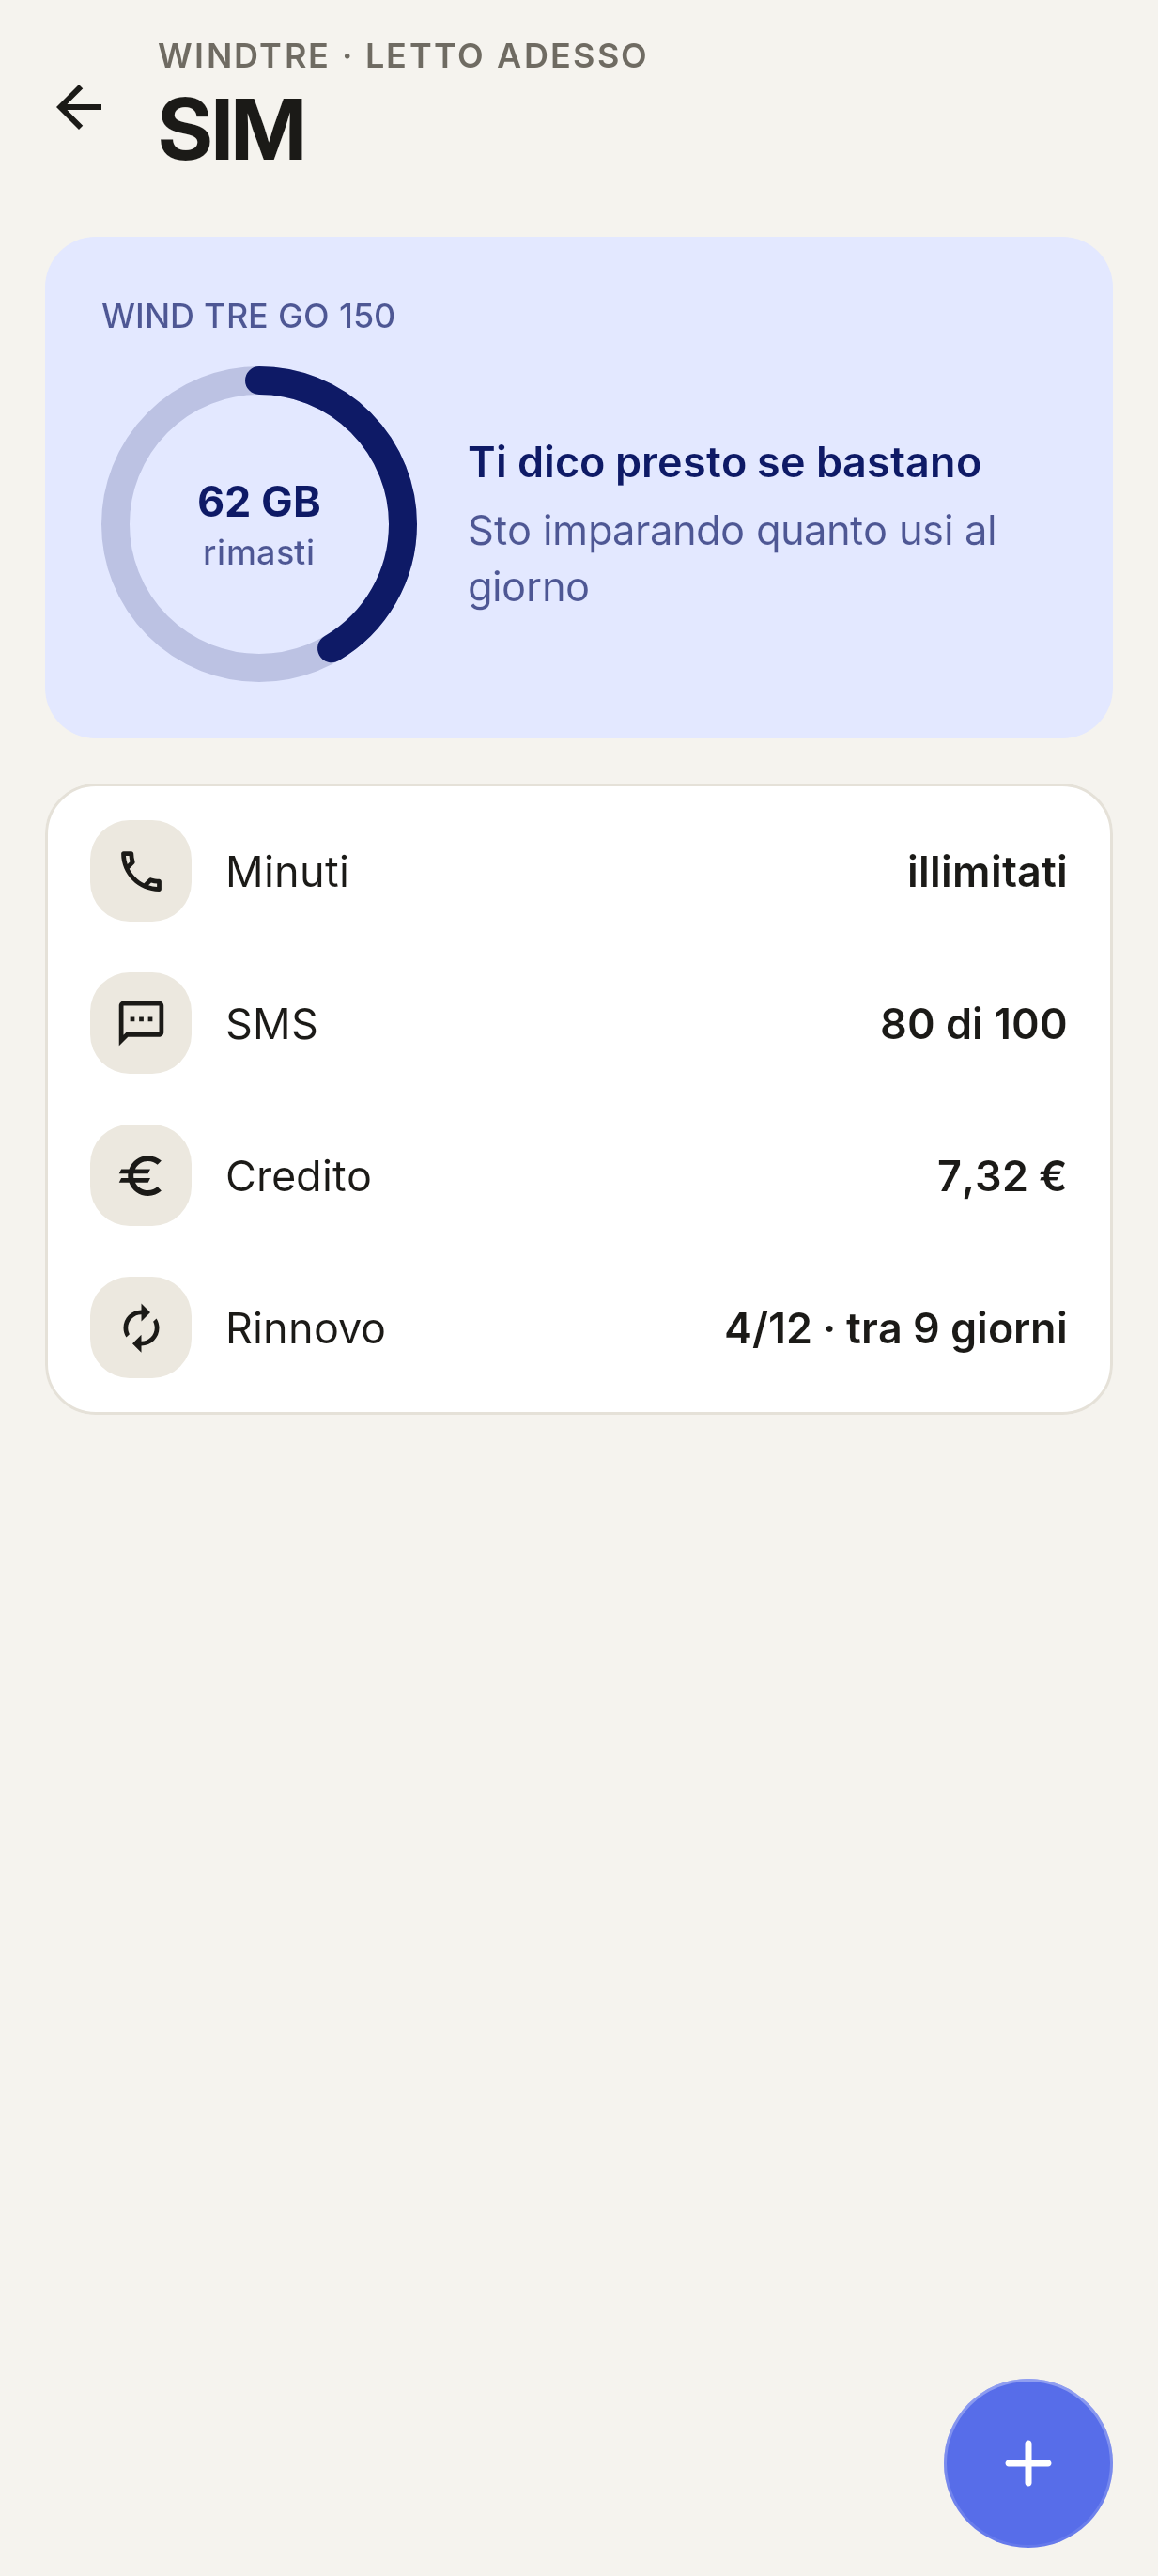 WINDTRE · LETTO ADESSO
SIM
WIND TRE GO 150
62 GB
rimasti
Ti dico presto se bastano
Sto imparando quanto usi al
giorno
Minuti illimitati
SMS 80 di 100
Credito 7,32 €
Rinnovo 4/12 · tra 9 giorni